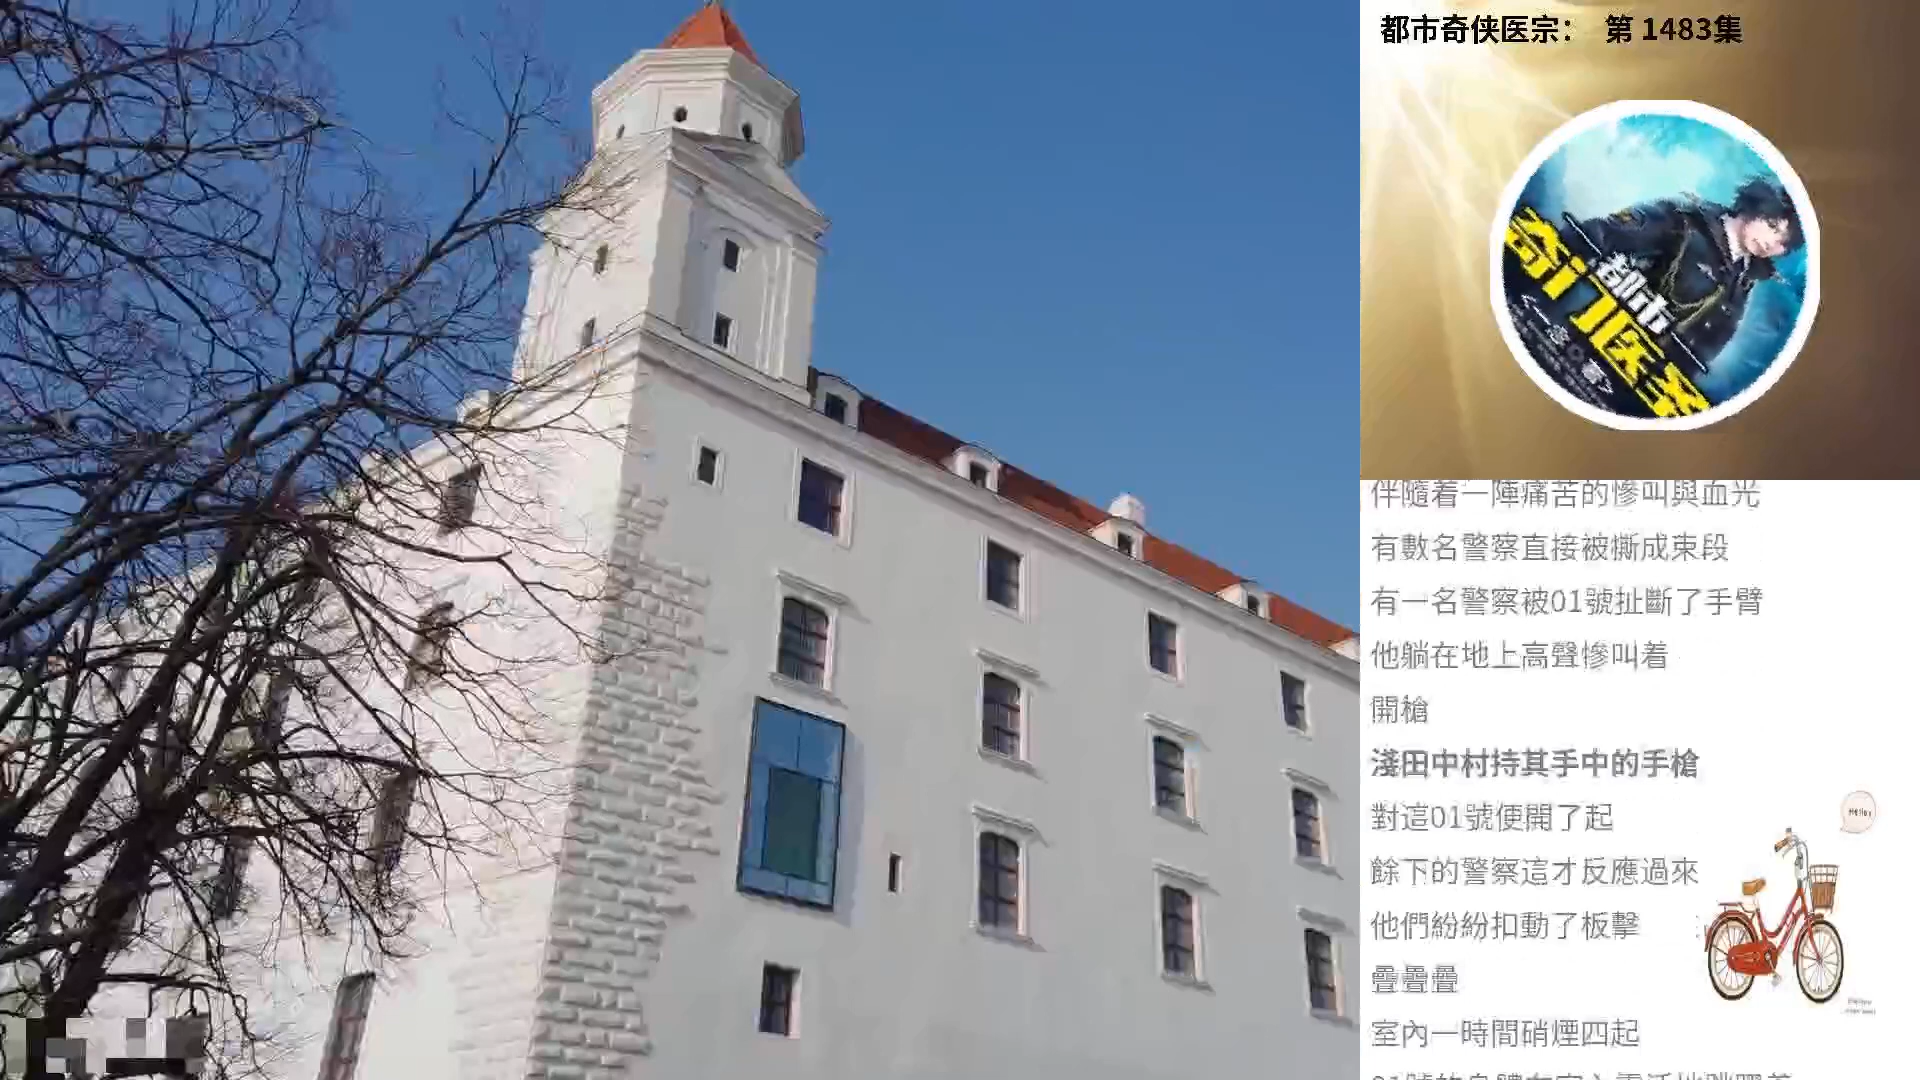 都市奇侠医宗： 第 1483集
都市
奇门医圣
伴隨着一陣痛苦的慘叫與血光
有數名警察直接被撕成束段
有一名警察被01號扯斷了手臂
他躺在地上高聲慘叫着
開槍
淺田中村持其手中的手槍
對這01號便開了起
餘下的警察這才反應過來
他們紛紛扣動了板擊
Hello!
疊疊疊
室內一時間硝煙四起